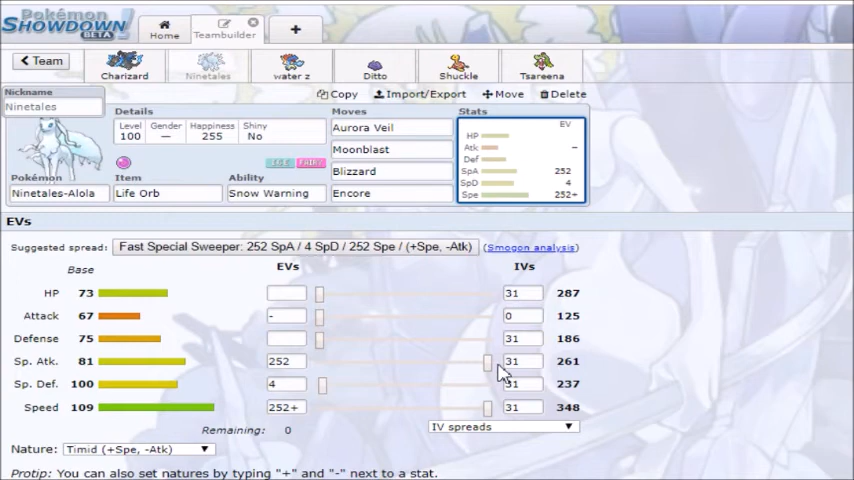 Pokémon
SHOWDOWN!
BETA
Home
Teambuilder
+
< Team
Charizard
Ninetales
water z
Ditto
Shuckle
Tsareena
Copy
Import/Export
Move
Delete
Nickname
Ninetales
Details
Level Gender Happiness Shiny
100 — 255 No
ICE FAIRY
Pokémon
Ninetales-Alola
Item
Life Orb
Ability
Snow Warning
Moves
Aurora Veil
Moonblast
Blizzard
Encore
Stats
EV
HP
Atk –
Def
SpA 252
SpD 4
Spe 252+
EVs
Suggested spread: Fast Special Sweeper: 252 SpA / 4 SpD / 252 Spe / (+Spe, -Atk) (Smogon analysis)
Base EVs IVs
HP 73 31 287
Attack 67 - 0 125
Defense 75 31 186
Sp. Atk. 81 252 31 261
Sp. Def. 100 4 31 237
Speed 109 252+ 31 348
Remaining: 0
IV spreads
Nature: Timid (+Spe, -Atk)
Protip: You can also set natures by typing "+" and "-" next to a stat.